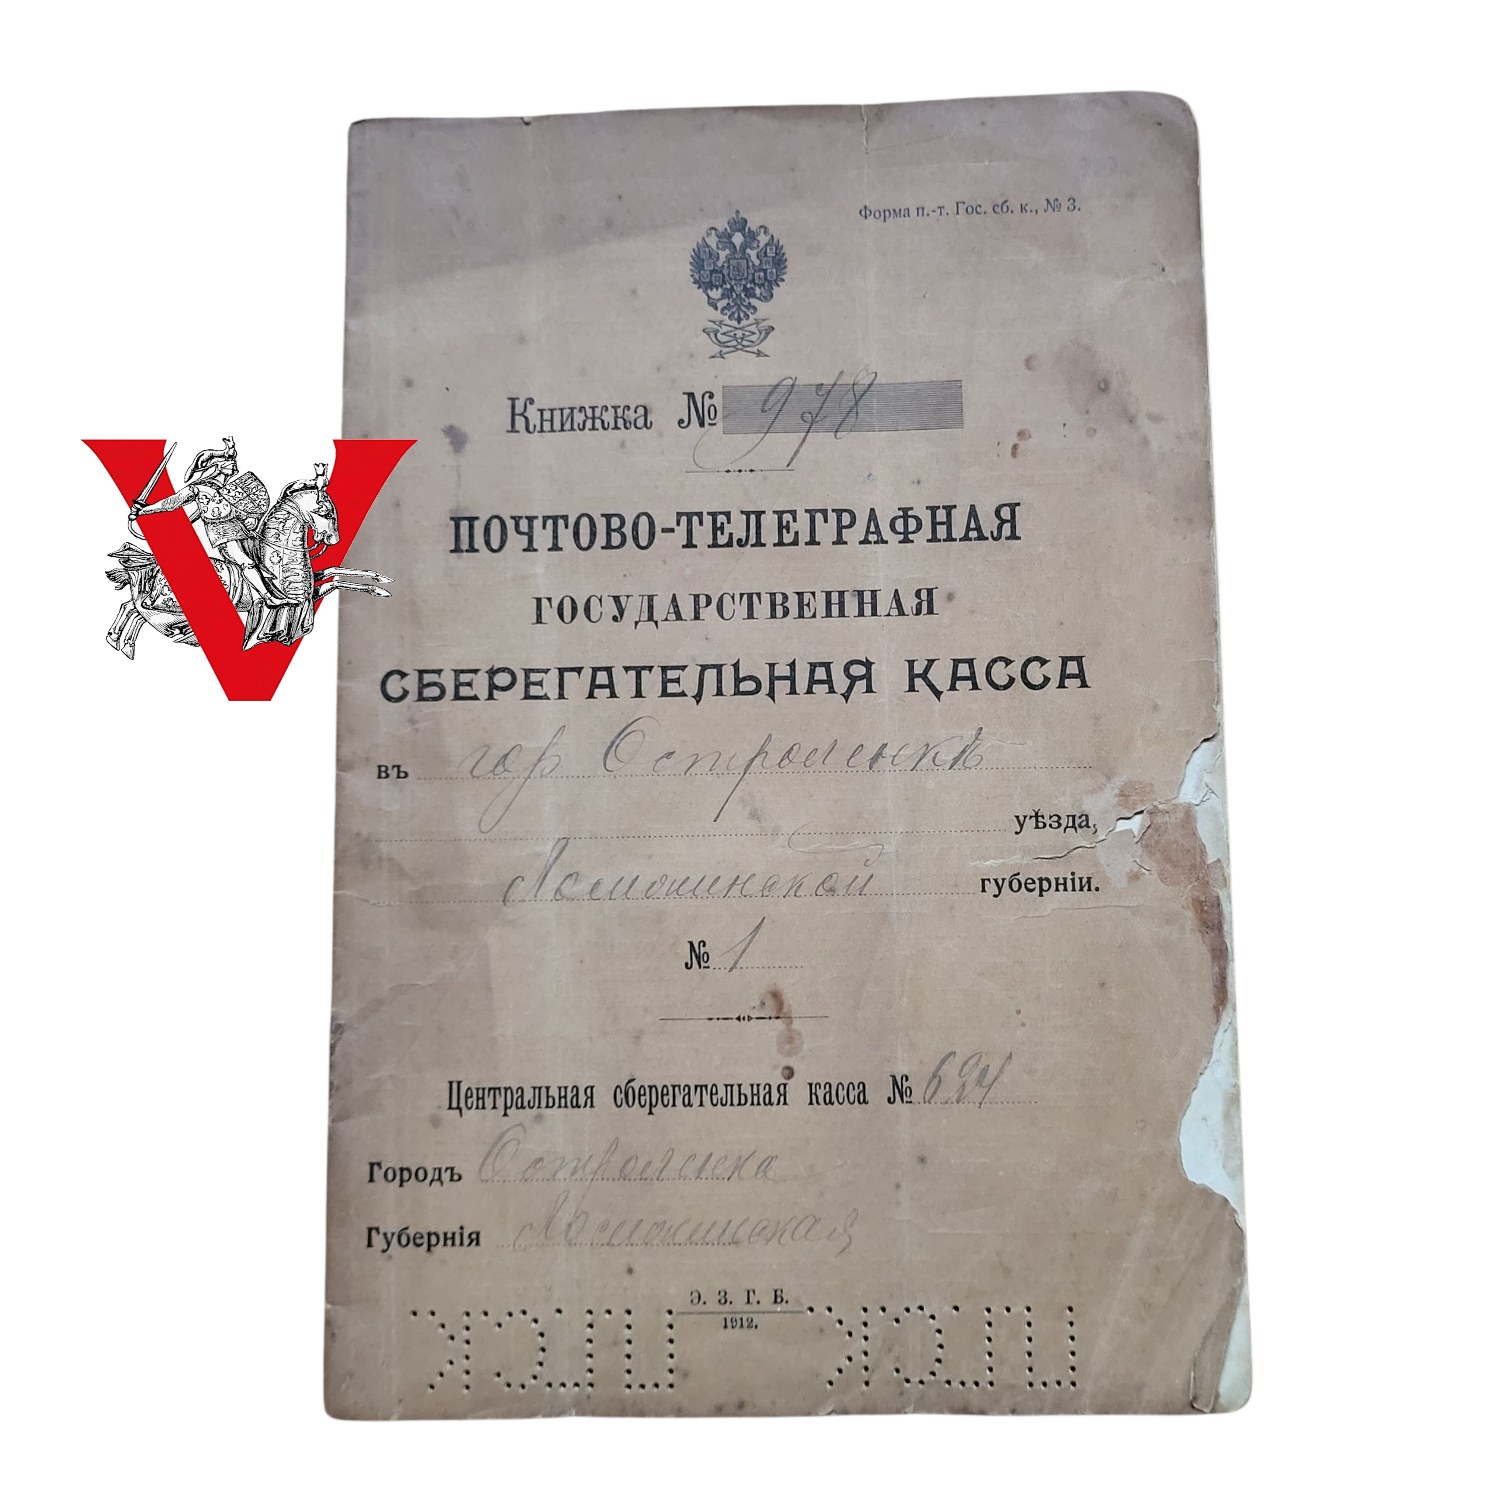 Форма п.-т. Гос. сб. к., № 3.
Книжка № 978
ПОЧТОВО-ТЕЛЕГРАФНАЯ
ГОСУДАРСТВЕННАЯ
СБЕРЕГАТЕЛЬНАЯ КАССА
въ гор Остроленкѣ
уѣзда,
Ломжинской губерніи.
№ 1
Центральная сберегательная касса № 624
Городъ Остроленка
Губернія Ломжинская
Э. З. Г. Б.
1912.
V